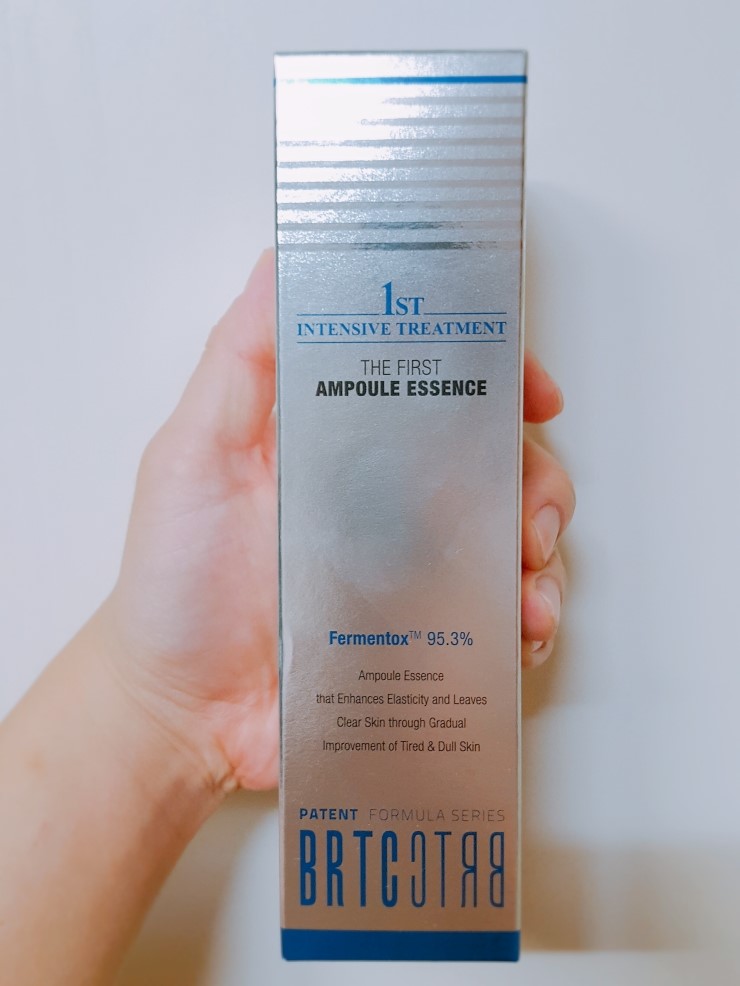 1ST
INTENSIVE TREATMENT
THE FIRST
AMPOULE ESSENCE
Fermentox™ 95.3%
Ampoule Essence
that Enhances Elasticity and Leaves
Clear Skin through Gradual
Improvement of Tired & Dull Skin
PATENT FORMULA SERIES
BRTC